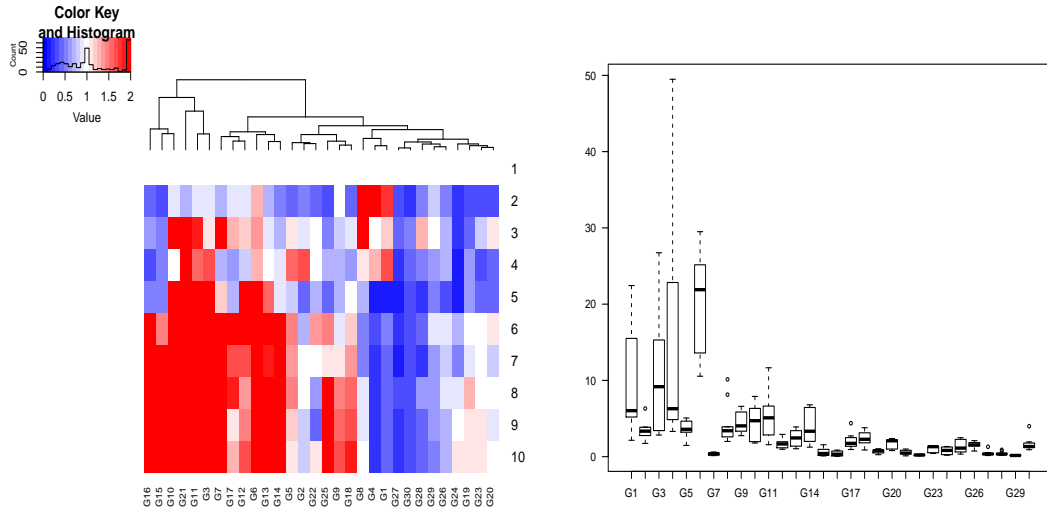 Color Key
and Histogram
Count
0 50
0 0.5 1 1.5 2
Value
1
2
3
4
5
6
7
8
9
10
G16 G15 G10 G21 G11 G3 G7 G17 G12 G6 G13 G14 G5 G2 G22 G25 G9 G18 G8 G4 G1 G27 G30 G28 G29 G26 G24 G19 G23 G20
50
40
30
20
10
0
G1 G3 G5 G7 G9 G11 G14 G17 G20 G23 G26 G29